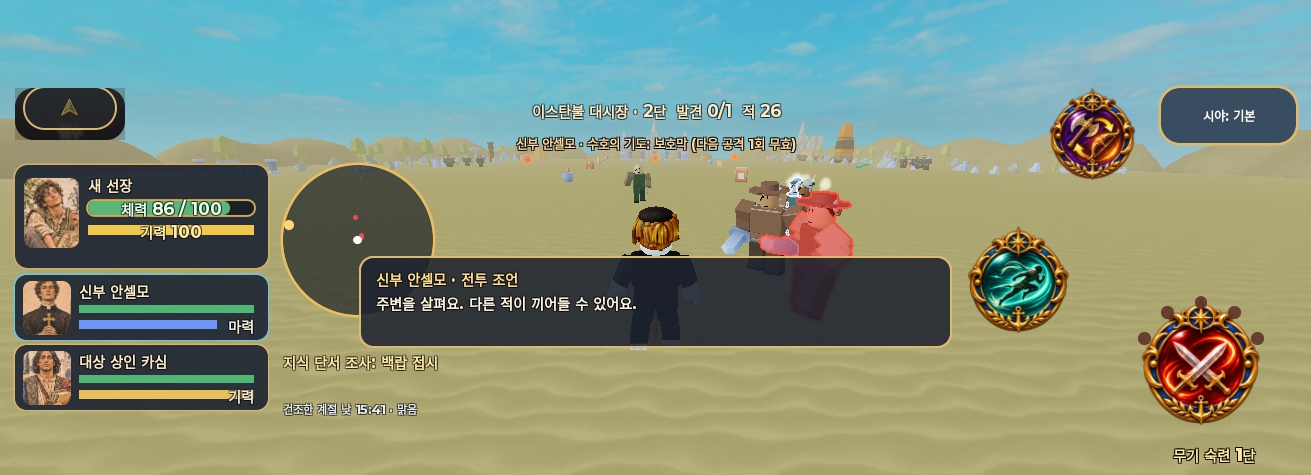 이스탄불 대시장 · 2단 발견 0/1 적 26
신부 안셀모 · 수호의 기도: 보호막 (다음 공격 1회 무효)
시야: 기본
새 선장
체력 86 / 100
기력 100
신부 안셀모
마력
대상 상인 카심
기력
신부 안셀모 · 전투 조언
주변을 살펴요. 다른 적이 끼어들 수 있어요.
지식 단서 조사: 백랍 접시
건조한 계절 낮 15:41 · 맑음
무기 숙련 1단